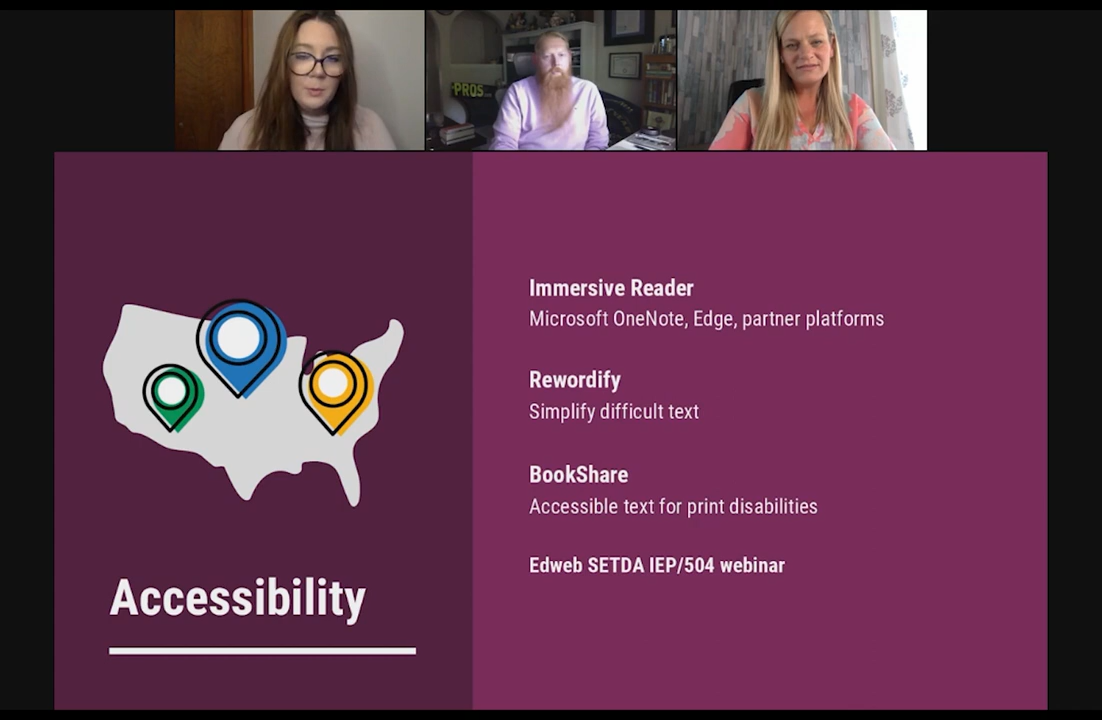 PROS
Immersive Reader
Microsoft OneNote, Edge, partner platforms
Rewordify
Simplify difficult text
BookShare
Accessible text for print disabilities
Edweb SETDA IEP/504 webinar
Accessibility